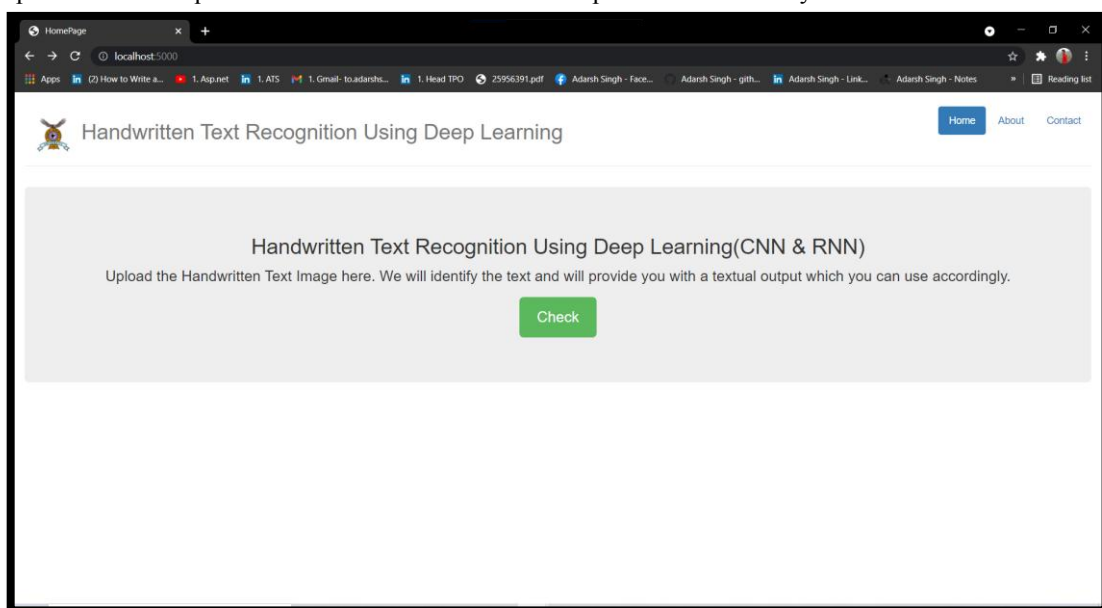 HomePage
localhost:5000
Apps (2) How to Write a... 1. Asp.net 1. ATS 1. Gmail- to.adarshs... 1. Head TPO 25956391.pdf Adarsh Singh - Face... Adarsh Singh - gith... Adarsh Singh - Link... Adarsh Singh - Notes » Reading list
Handwritten Text Recognition Using Deep Learning Home About Contact
Handwritten Text Recognition Using Deep Learning(CNN & RNN)
Upload the Handwritten Text Image here. We will identify the text and will provide you with a textual output which you can use accordingly.
Check